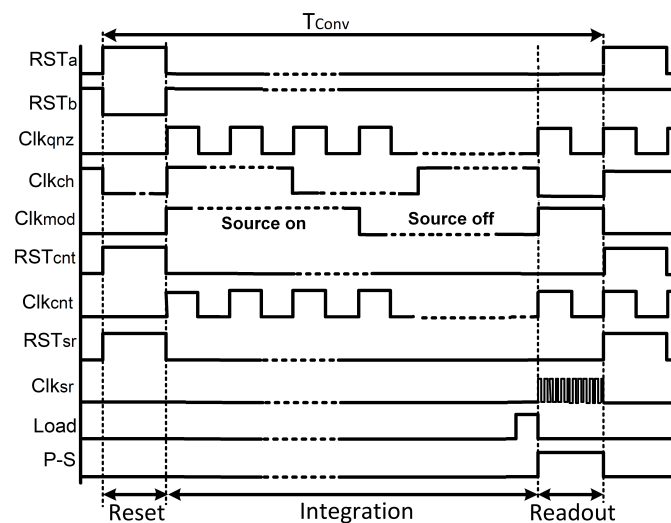 TConv
RSTa
RSTb
Clkqnz
Clkch
Clkmod
Source on
Source off
RSTcnt
Clkcnt
RSTsr
Clksr
Load
P-S
Reset
Integration
Readout